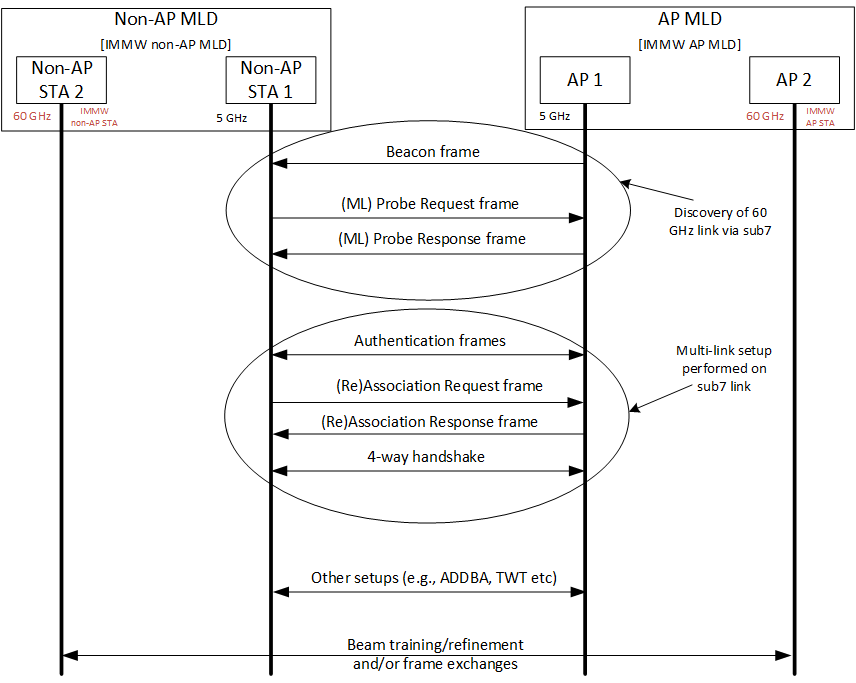 Non-AP MLD
[IMMW non-AP MLD]
Non-AP
STA 2
Non-AP
STA 1
60 GHz
IMMW
non-AP STA
5 GHz
AP MLD
[IMMW AP MLD]
AP 1
AP 2
5 GHz
60 GHz
IMMW
AP STA
Beacon frame
(ML) Probe Request frame
(ML) Probe Response frame
Discovery of 60
GHz link via sub7
Authentication frames
(Re)Association Request frame
(Re)Association Response frame
4-way handshake
Multi-link setup
performed on
sub7 link
Other setups (e.g., ADDBA, TWT etc)
Beam training/refinement
and/or frame exchanges